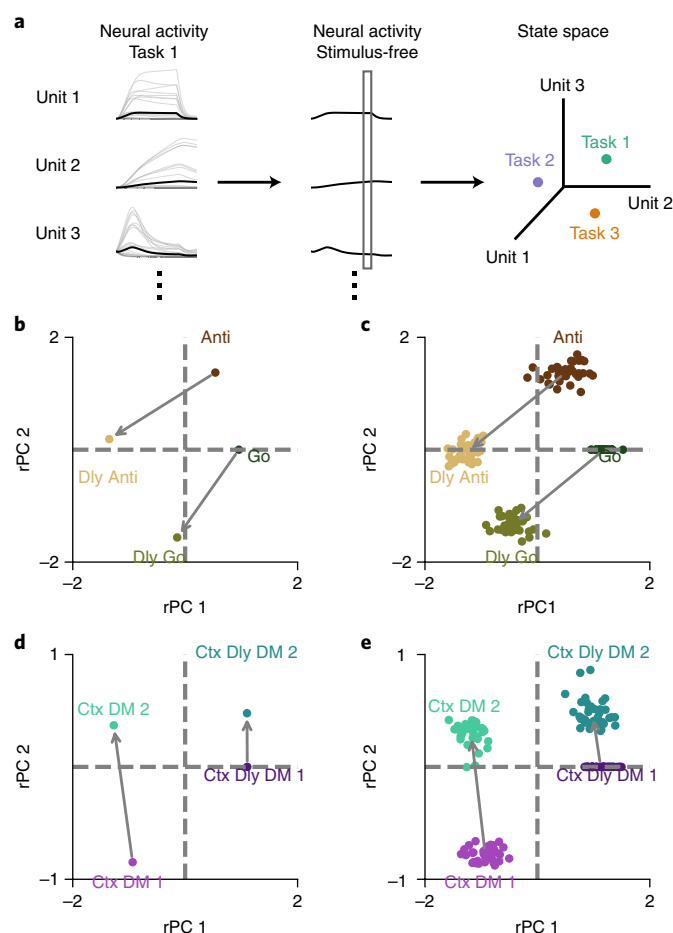 a
Neural activity
Task 1
Neural activity
Stimulus-free
State space
Unit 1
Unit 2
Unit 3
Unit 3
Task 1
Task 2
Unit 2
Task 3
Unit 1
b
2
Anti
rPC 2
Go
Dly Anti
Dly Go
−2
−2
2
rPC 1
c
2
Anti
rPC 2
Go
Dly Anti
Dly Go
−2
−2
2
rPC1
d
1
Ctx Dly DM 2
Ctx DM 2
rPC 2
Ctx Dly DM 1
Ctx DM 1
−1
−2
2
rPC 1
e
1
Ctx Dly DM 2
Ctx DM 2
rPC 2
Ctx Dly DM 1
Ctx DM 1
−1
−2
2
rPC 1